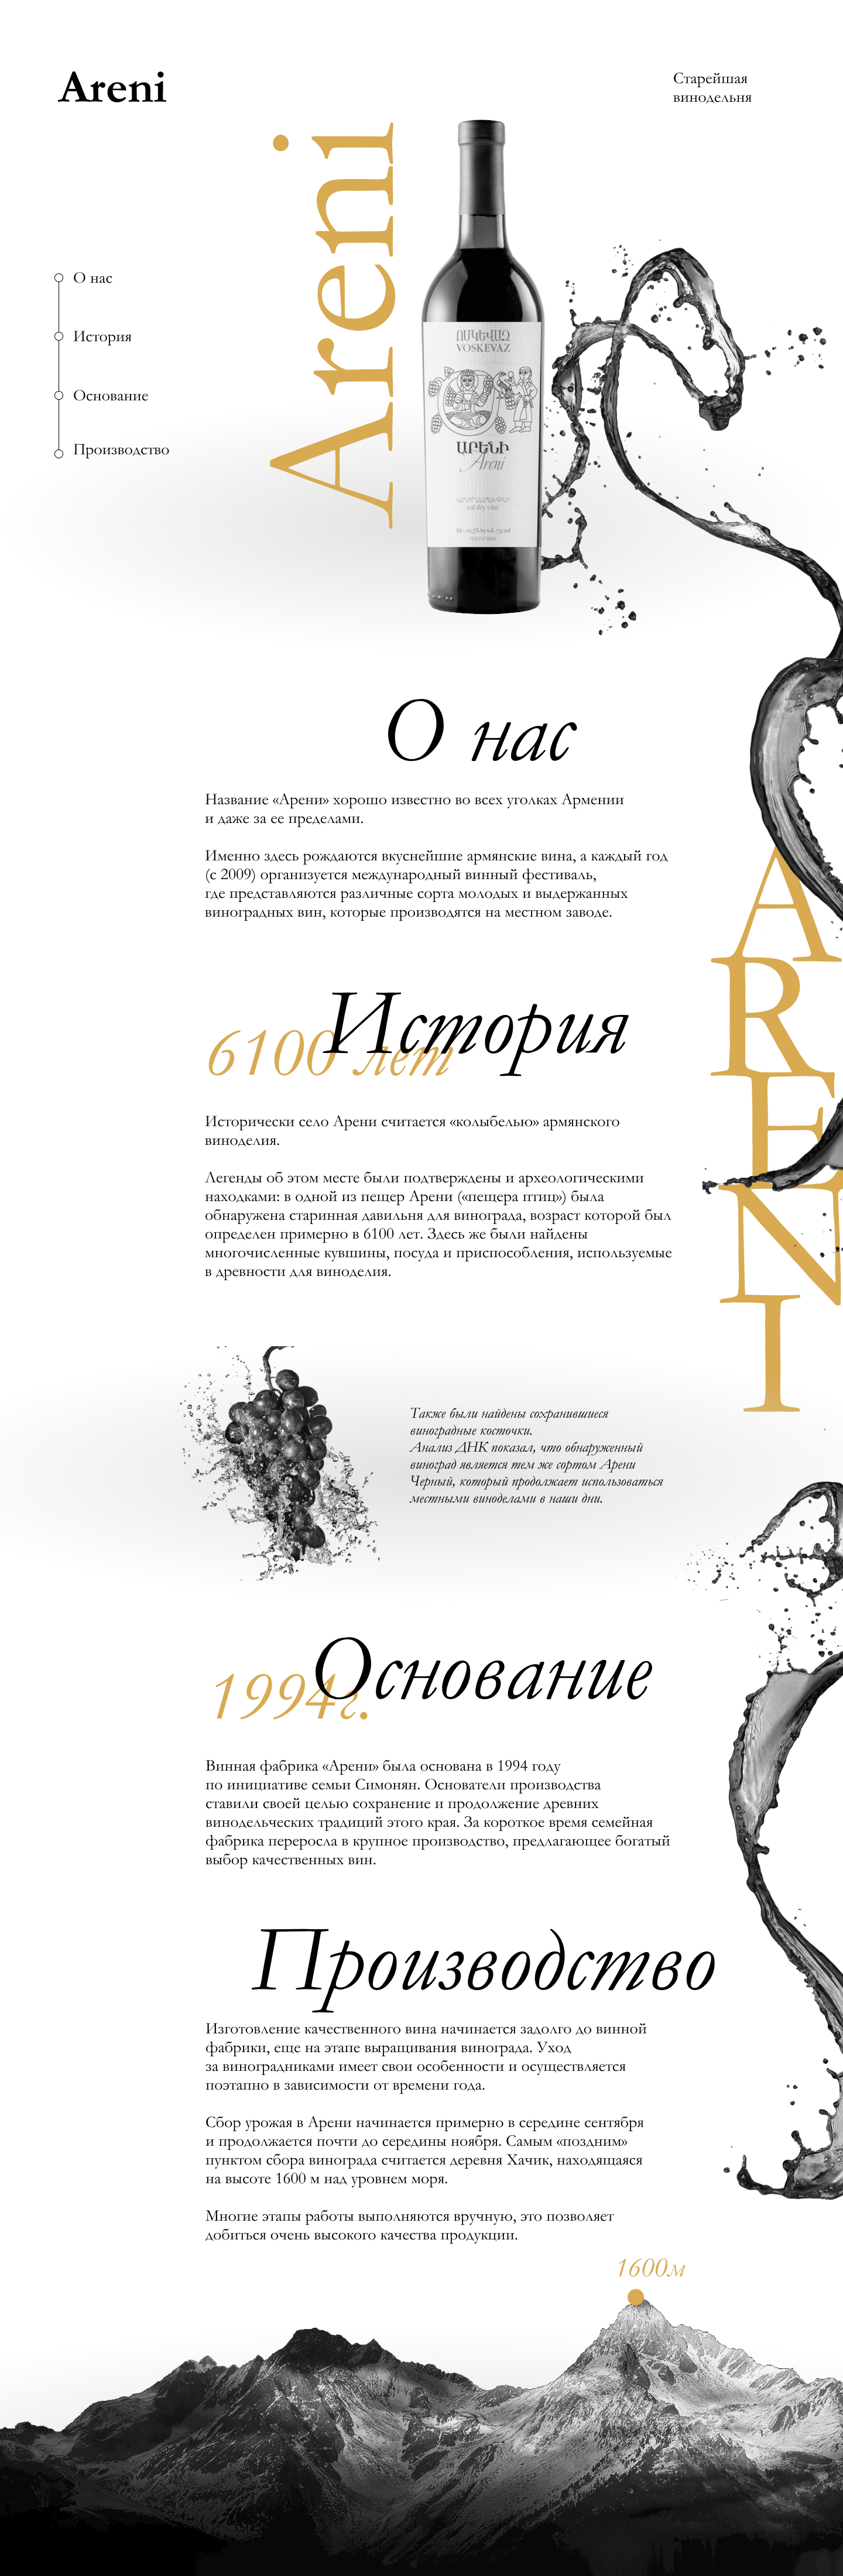 Areni
Старейшая
винодельня
Areni
О нас
История
Основание
Производство
ՈՍԿԵՎԱԶ
VOSKEVAZ
ԱՐԵՆԻ
Areni
red dry wine
О нас
Название «Арени» хорошо известно во всех уголках Армении
и даже за ее пределами.
Именно здесь рождаются вкуснейшие армянские вина, а каждый год
(с 2009) организуется международный винный фестиваль,
где представляются различные сорта молодых и выдержанных
виноградных вин, которые производятся на местном заводе.
ARENI
История
6100 лет
Исторически село Арени считается «колыбелью» армянского
виноделия.
Легенды об этом месте были подтверждены и археологическими
находками: в одной из пещер Арени («пещера птиц») была
обнаружена старинная давильня для винограда, возраст которой был
определен примерно в 6100 лет. Здесь же были найдены
многочисленные кувшины, посуда и приспособления, используемые
в древности для виноделия.
Также были найдены сохранившиеся
виноградные косточки.
Анализ ДНК показал, что обнаруженный
виноград является тем же сортом Арени
Черный, который продолжает использоваться
местными виноделами в наши дни.
Основание
1994г.
Винная фабрика «Арени» была основана в 1994 году
по инициативе семьи Симонян. Основатели производства
ставили своей целью сохранение и продолжение древних
винодельческих традиций этого края. За короткое время семейная
фабрика переросла в крупное производство, предлагающее богатый
выбор качественных вин.
Производство
Изготовление качественного вина начинается задолго до винной
фабрики, еще на этапе выращивания винограда. Уход
за виноградниками имеет свои особенности и осуществляется
поэтапно в зависимости от времени года.
Сбор урожая в Арени начинается примерно в середине сентября
и продолжается почти до середины ноября. Самым «поздним»
пунктом сбора винограда считается деревня Хачик, находящаяся
на высоте 1600 м над уровнем моря.
Многие этапы работы выполняются вручную, это позволяет
добиться очень высокого качества продукции.
1600м